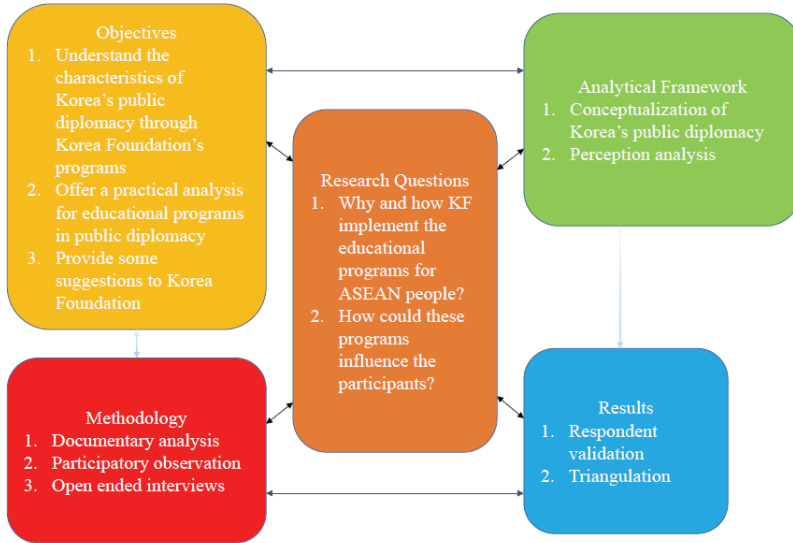 Objectives
1. Understand the
characteristics of
Korea's public
diplomacy through
Korea Foundation's
programs
2. Offer a practical analysis
for educational programs
in public diplomacy
3. Provide some
suggestions to Korea
Foundation
Analytical Framework
1. Conceptualization of
Korea's public diplomacy
2. Perception analysis
Research Questions
1. Why and how KF
implement the
educational
programs for
ASEAN people?
2. How could these
programs
influence the
participants?
Methodology
1. Documentary analysis
2. Participatory observation
3. Open ended interviews
Results
1. Respondent
validation
2. Triangulation